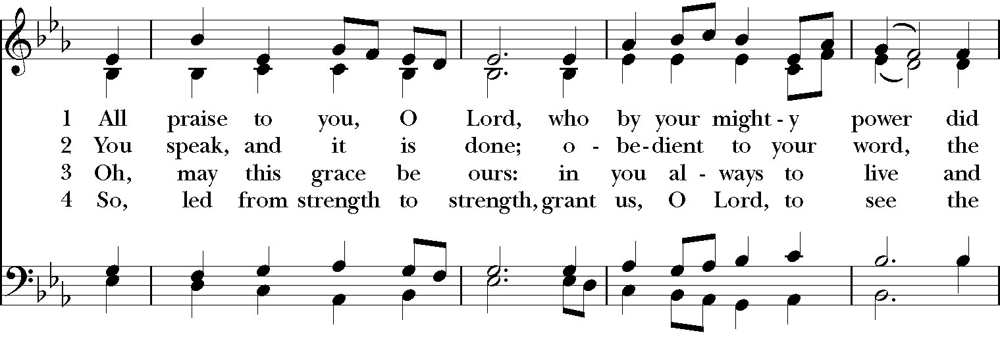 1 All praise to you, O Lord, who by your might - y power did
2 You speak, and it is done; o - be - dient to your word, the
3 Oh, may this grace be ours: in you al - ways to live and
4 So, led from strength to strength, grant us, O Lord, to see the